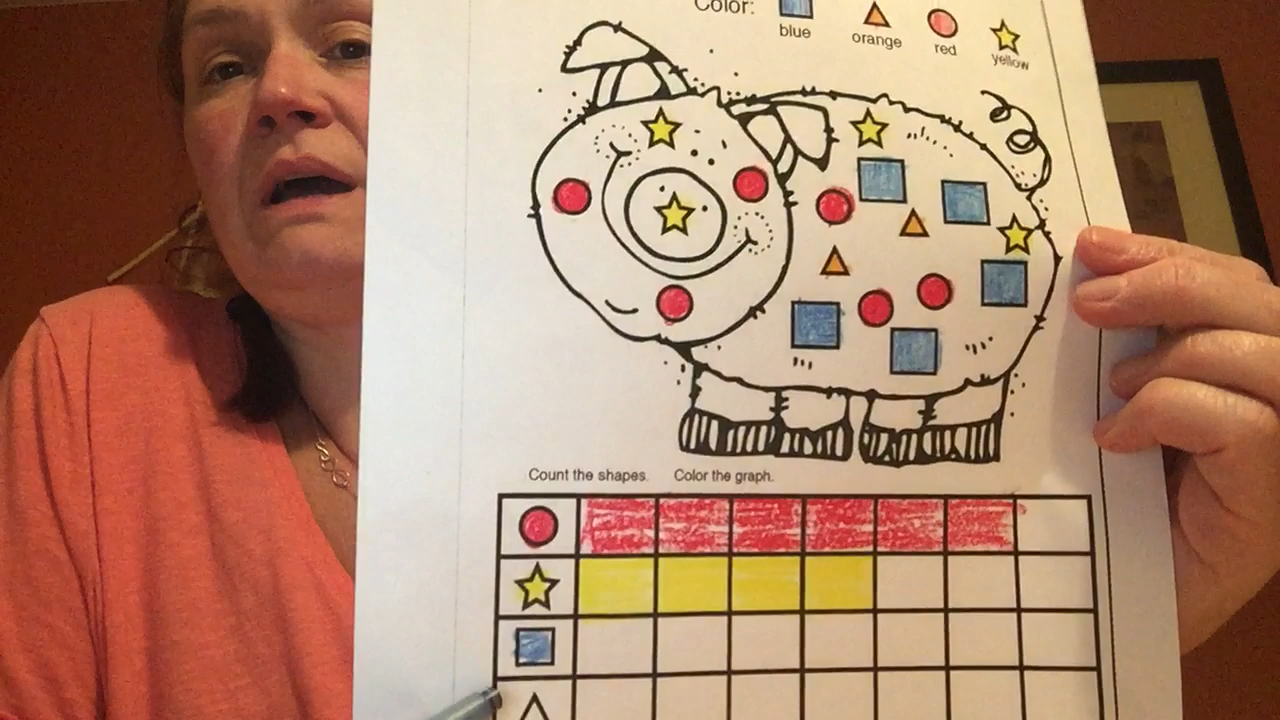 Color:
blue
orange
red
yellow
Count the shapes. Color the graph.